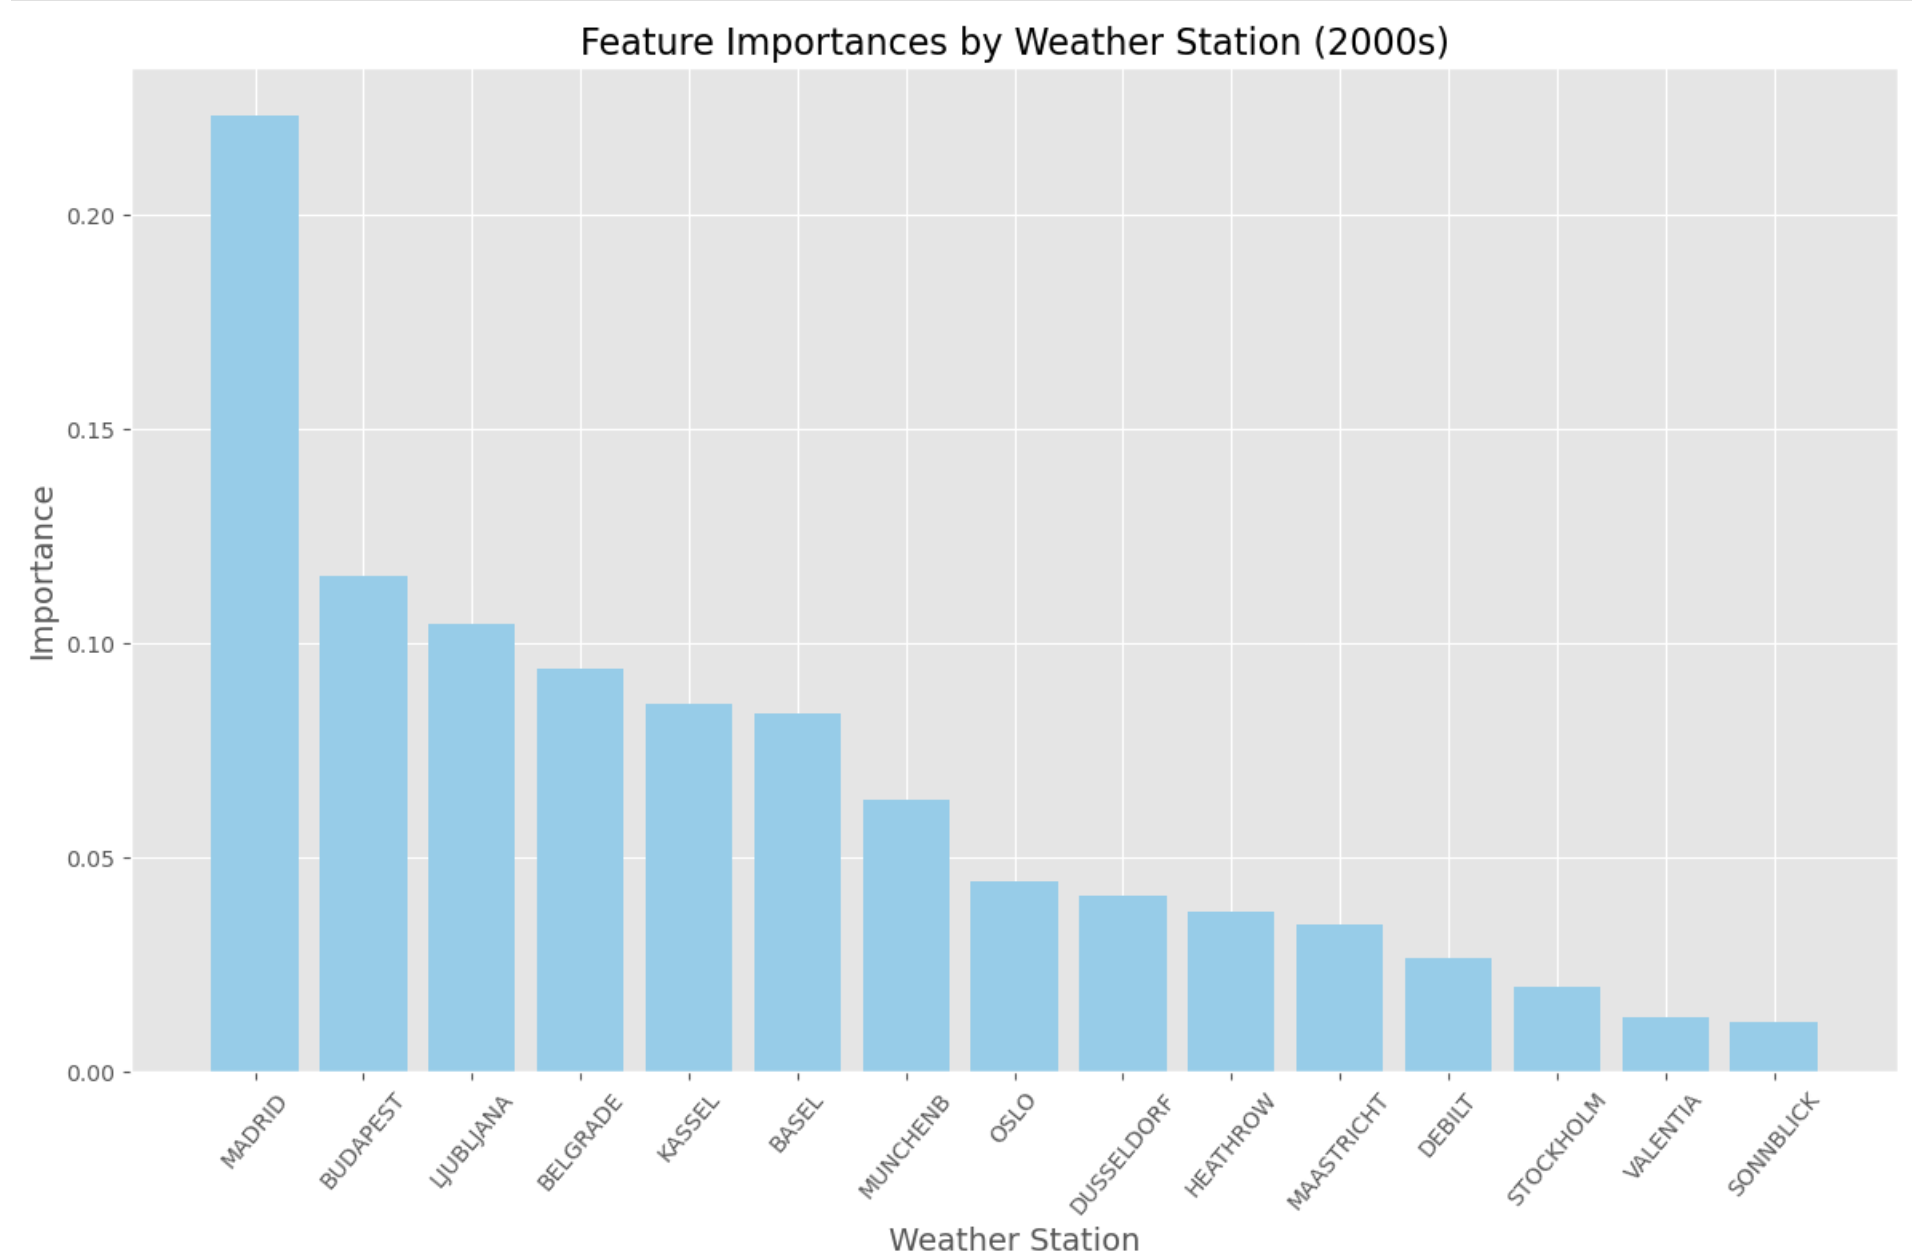 Feature Importances by Weather Station (2000s)
Importance
0.20
0.15
0.10
0.05
0.00
MADRID
BUDAPEST
LJUBLJANA
BELGRADE
KASSEL
BASEL
MUNCHENB
OSLO
DUSSELDORF
HEATHROW
MAASTRICHT
DEBILT
STOCKHOLM
VALENTIA
SONNBLICK
Weather Station